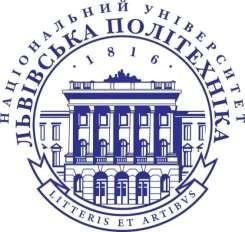 НАЦІОНАЛЬНИЙ УНІВЕРСИТЕТ
ЛЬВІВСЬКА ПОЛІТЕХНІКА
· 1816 ·
LITTERIS ET ARTIBVS